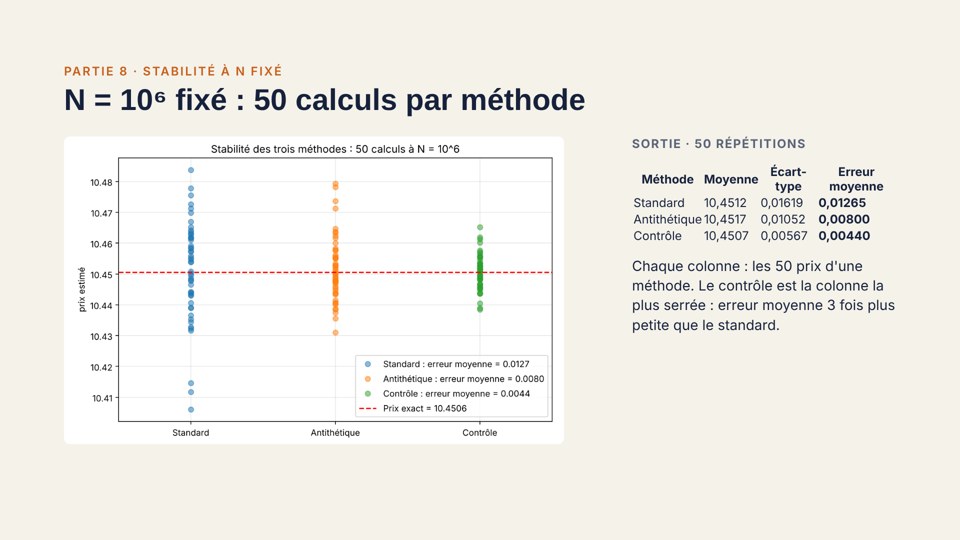 PARTIE 8 · STABILITÉ À N FIXÉ
N = 10⁶ fixé : 50 calculs par méthode
Stabilité des trois méthodes : 50 calculs à N = 10^6
prix estimé
10.48
10.47
10.46
10.45
10.44
10.43
10.42
10.41
Standard : erreur moyenne = 0.0127
Antithétique : erreur moyenne = 0.0080
Contrôle : erreur moyenne = 0.0044
Prix exact = 10.4506
Standard Antithétique Contrôle
SORTIE · 50 RÉPÉTITIONS
Méthode Moyenne Écart-type Erreur moyenne
Standard 10,4512 0,01619 0,01265
Antithétique 10,4517 0,01052 0,00800
Contrôle 10,4507 0,00567 0,00440
Chaque colonne : les 50 prix d'une
méthode. Le contrôle est la colonne la
plus serrée : erreur moyenne 3 fois plus
petite que le standard.